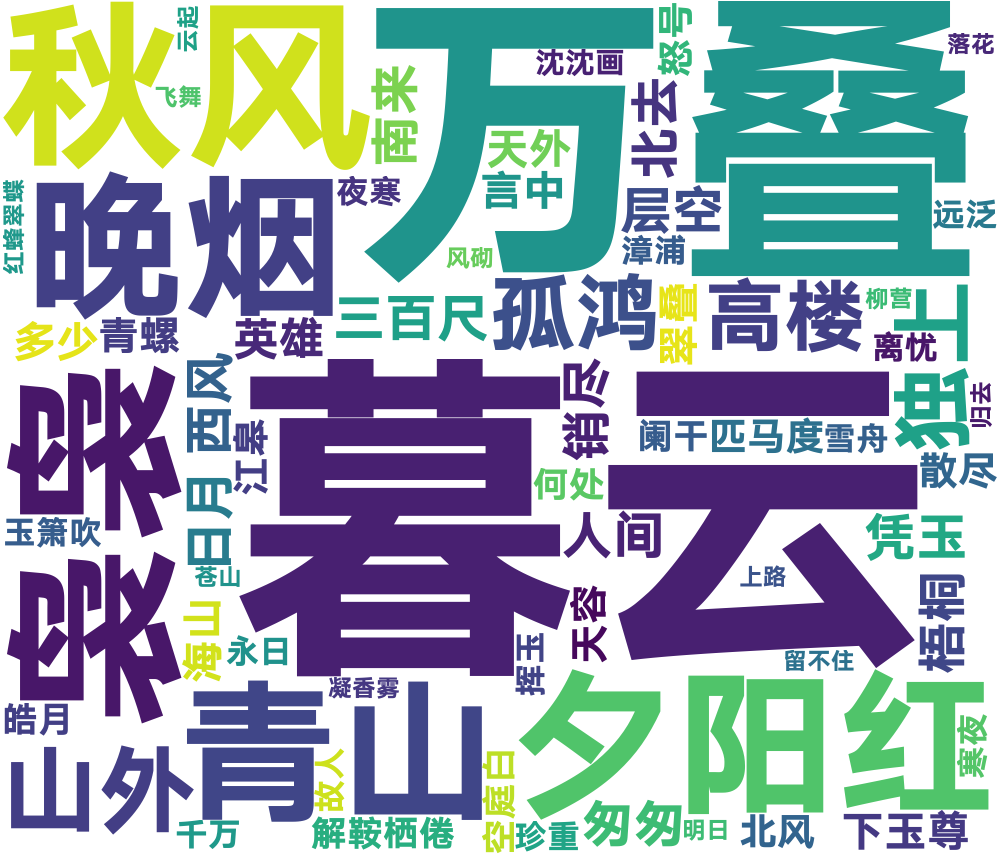 秋风
云起
飞舞
南来
万叠
沈沈画
怒号
北去
落花
天外
言中
层空
漳浦
远泛
红蜂翠蝶
晚烟
夜寒
风砌
三百尺
孤鸿
翠叠
高楼
柳营
上
离忧
多少
青螺
英雄
袅袅
西风
江皋
暮云
销尽
阑干
匹马度
雪舟
独
归去
散尽
何处
日月
玉箫吹
人间
凭玉
苍山
上路
海山
永日
天容
挥玉
梧桐
留不住
皓月
凝香雾
青山
夕阳红
寒夜
山外
故人
空庭白
千万
解鞍栖倦
珍重
匆匆
明日
北风
下玉尊